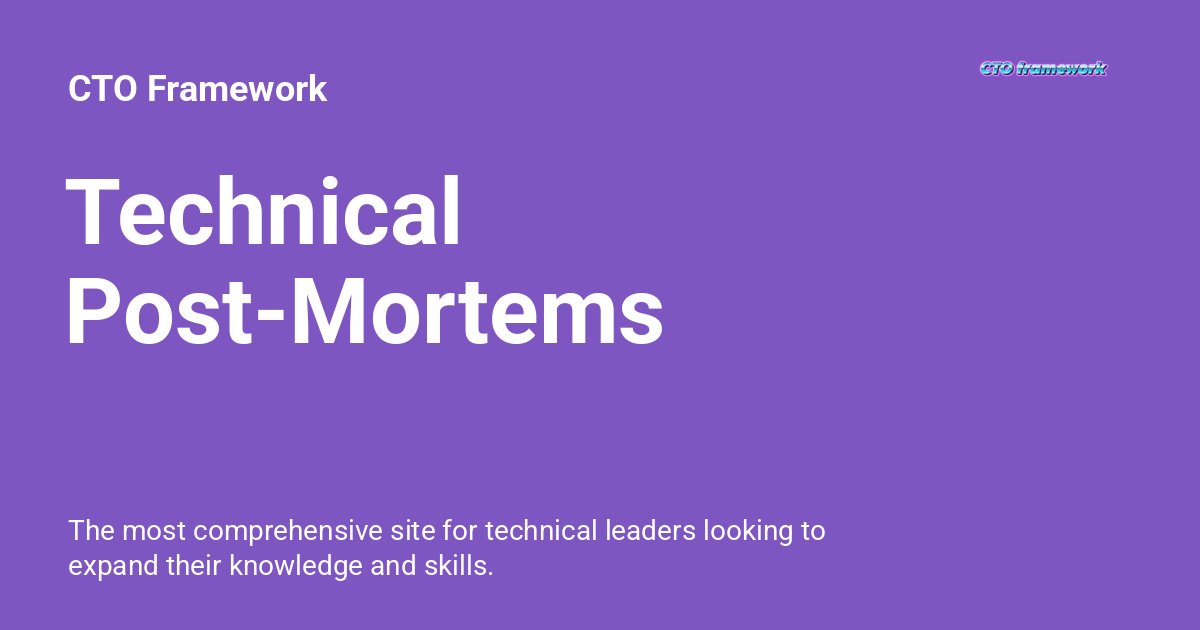 CTO Framework
CTO framework
Technical
Post-Mortems
The most comprehensive site for technical leaders looking to
expand their knowledge and skills.